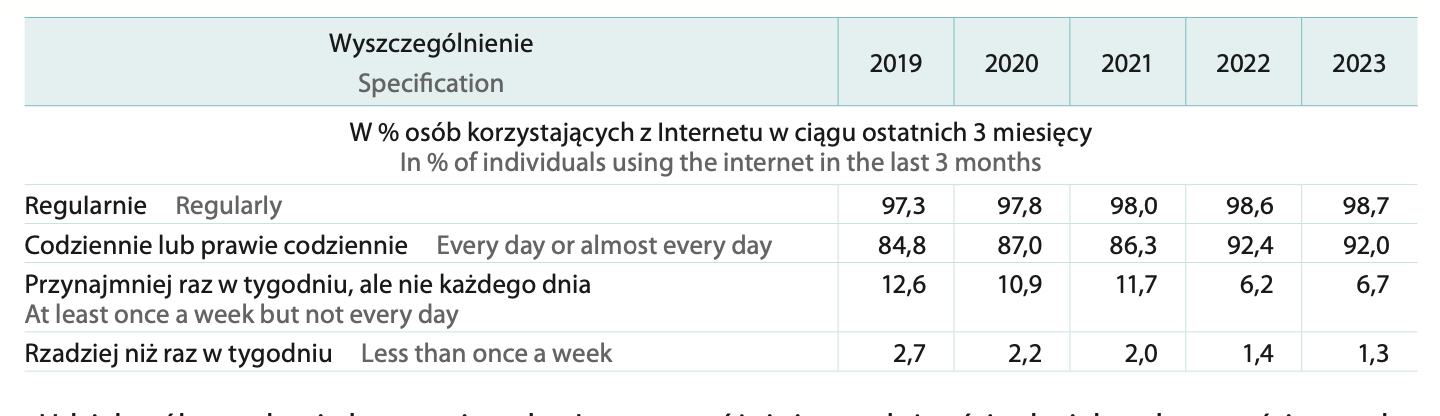 Wyszczególnienie
Specification
2019 2020 2021 2022 2023
W % osób korzystających z Internetu w ciągu ostatnich 3 miesięcy
In % of individuals using the internet in the last 3 months
Regularnie Regularly 97,3 97,8 98,0 98,6 98,7
Codziennie lub prawie codziennie Every day or almost every day 84,8 87,0 86,3 92,4 92,0
Przynajmniej raz w tygodniu, ale nie każdego dnia 12,6 10,9 11,7 6,2 6,7
At least once a week but not every day
Rzadziej niż raz w tygodniu Less than once a week 2,7 2,2 2,0 1,4 1,3